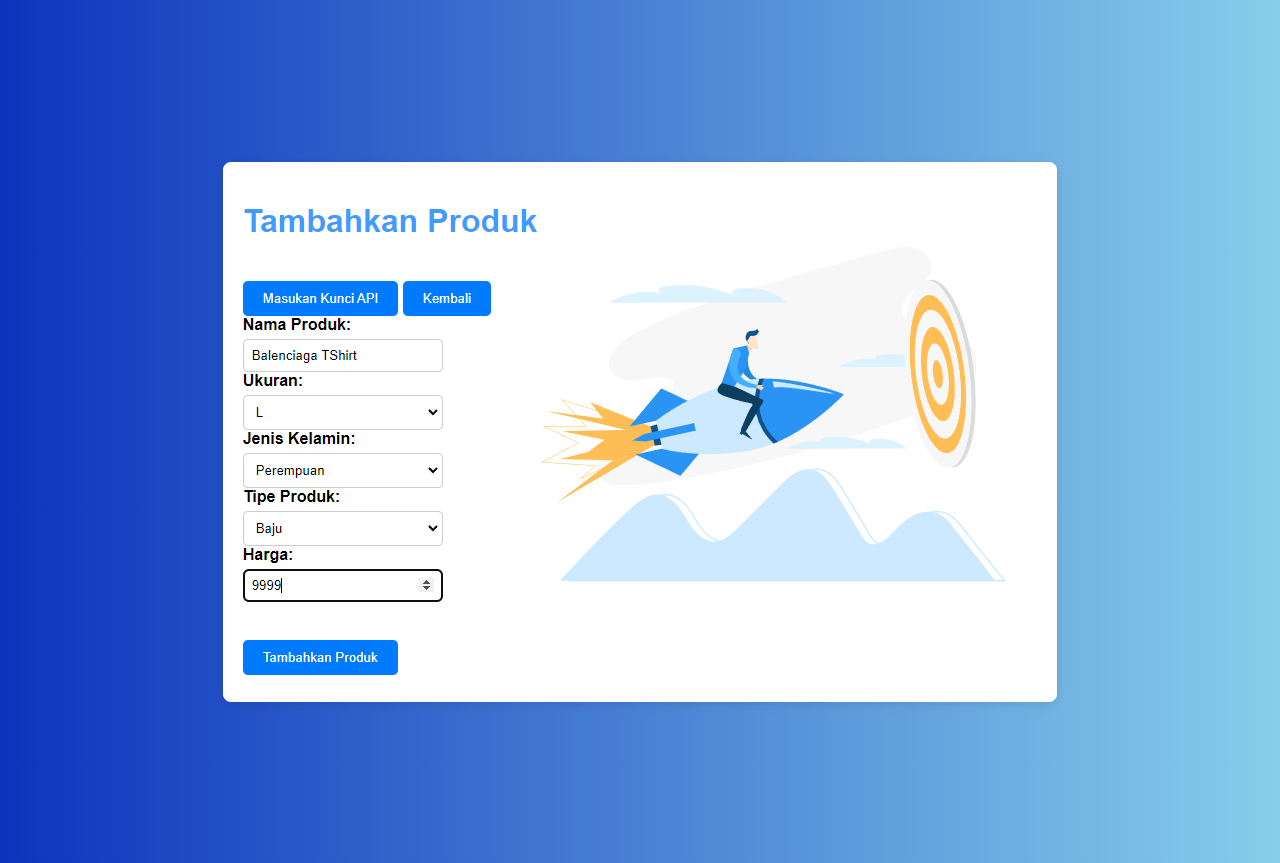 Tambahkan Produk
Masukan Kunci API Kembali
Nama Produk:
Balenciaga TShirt
Ukuran:
L
Jenis Kelamin:
Perempuan
Tipe Produk:
Baju
Harga:
9999
Tambahkan Produk